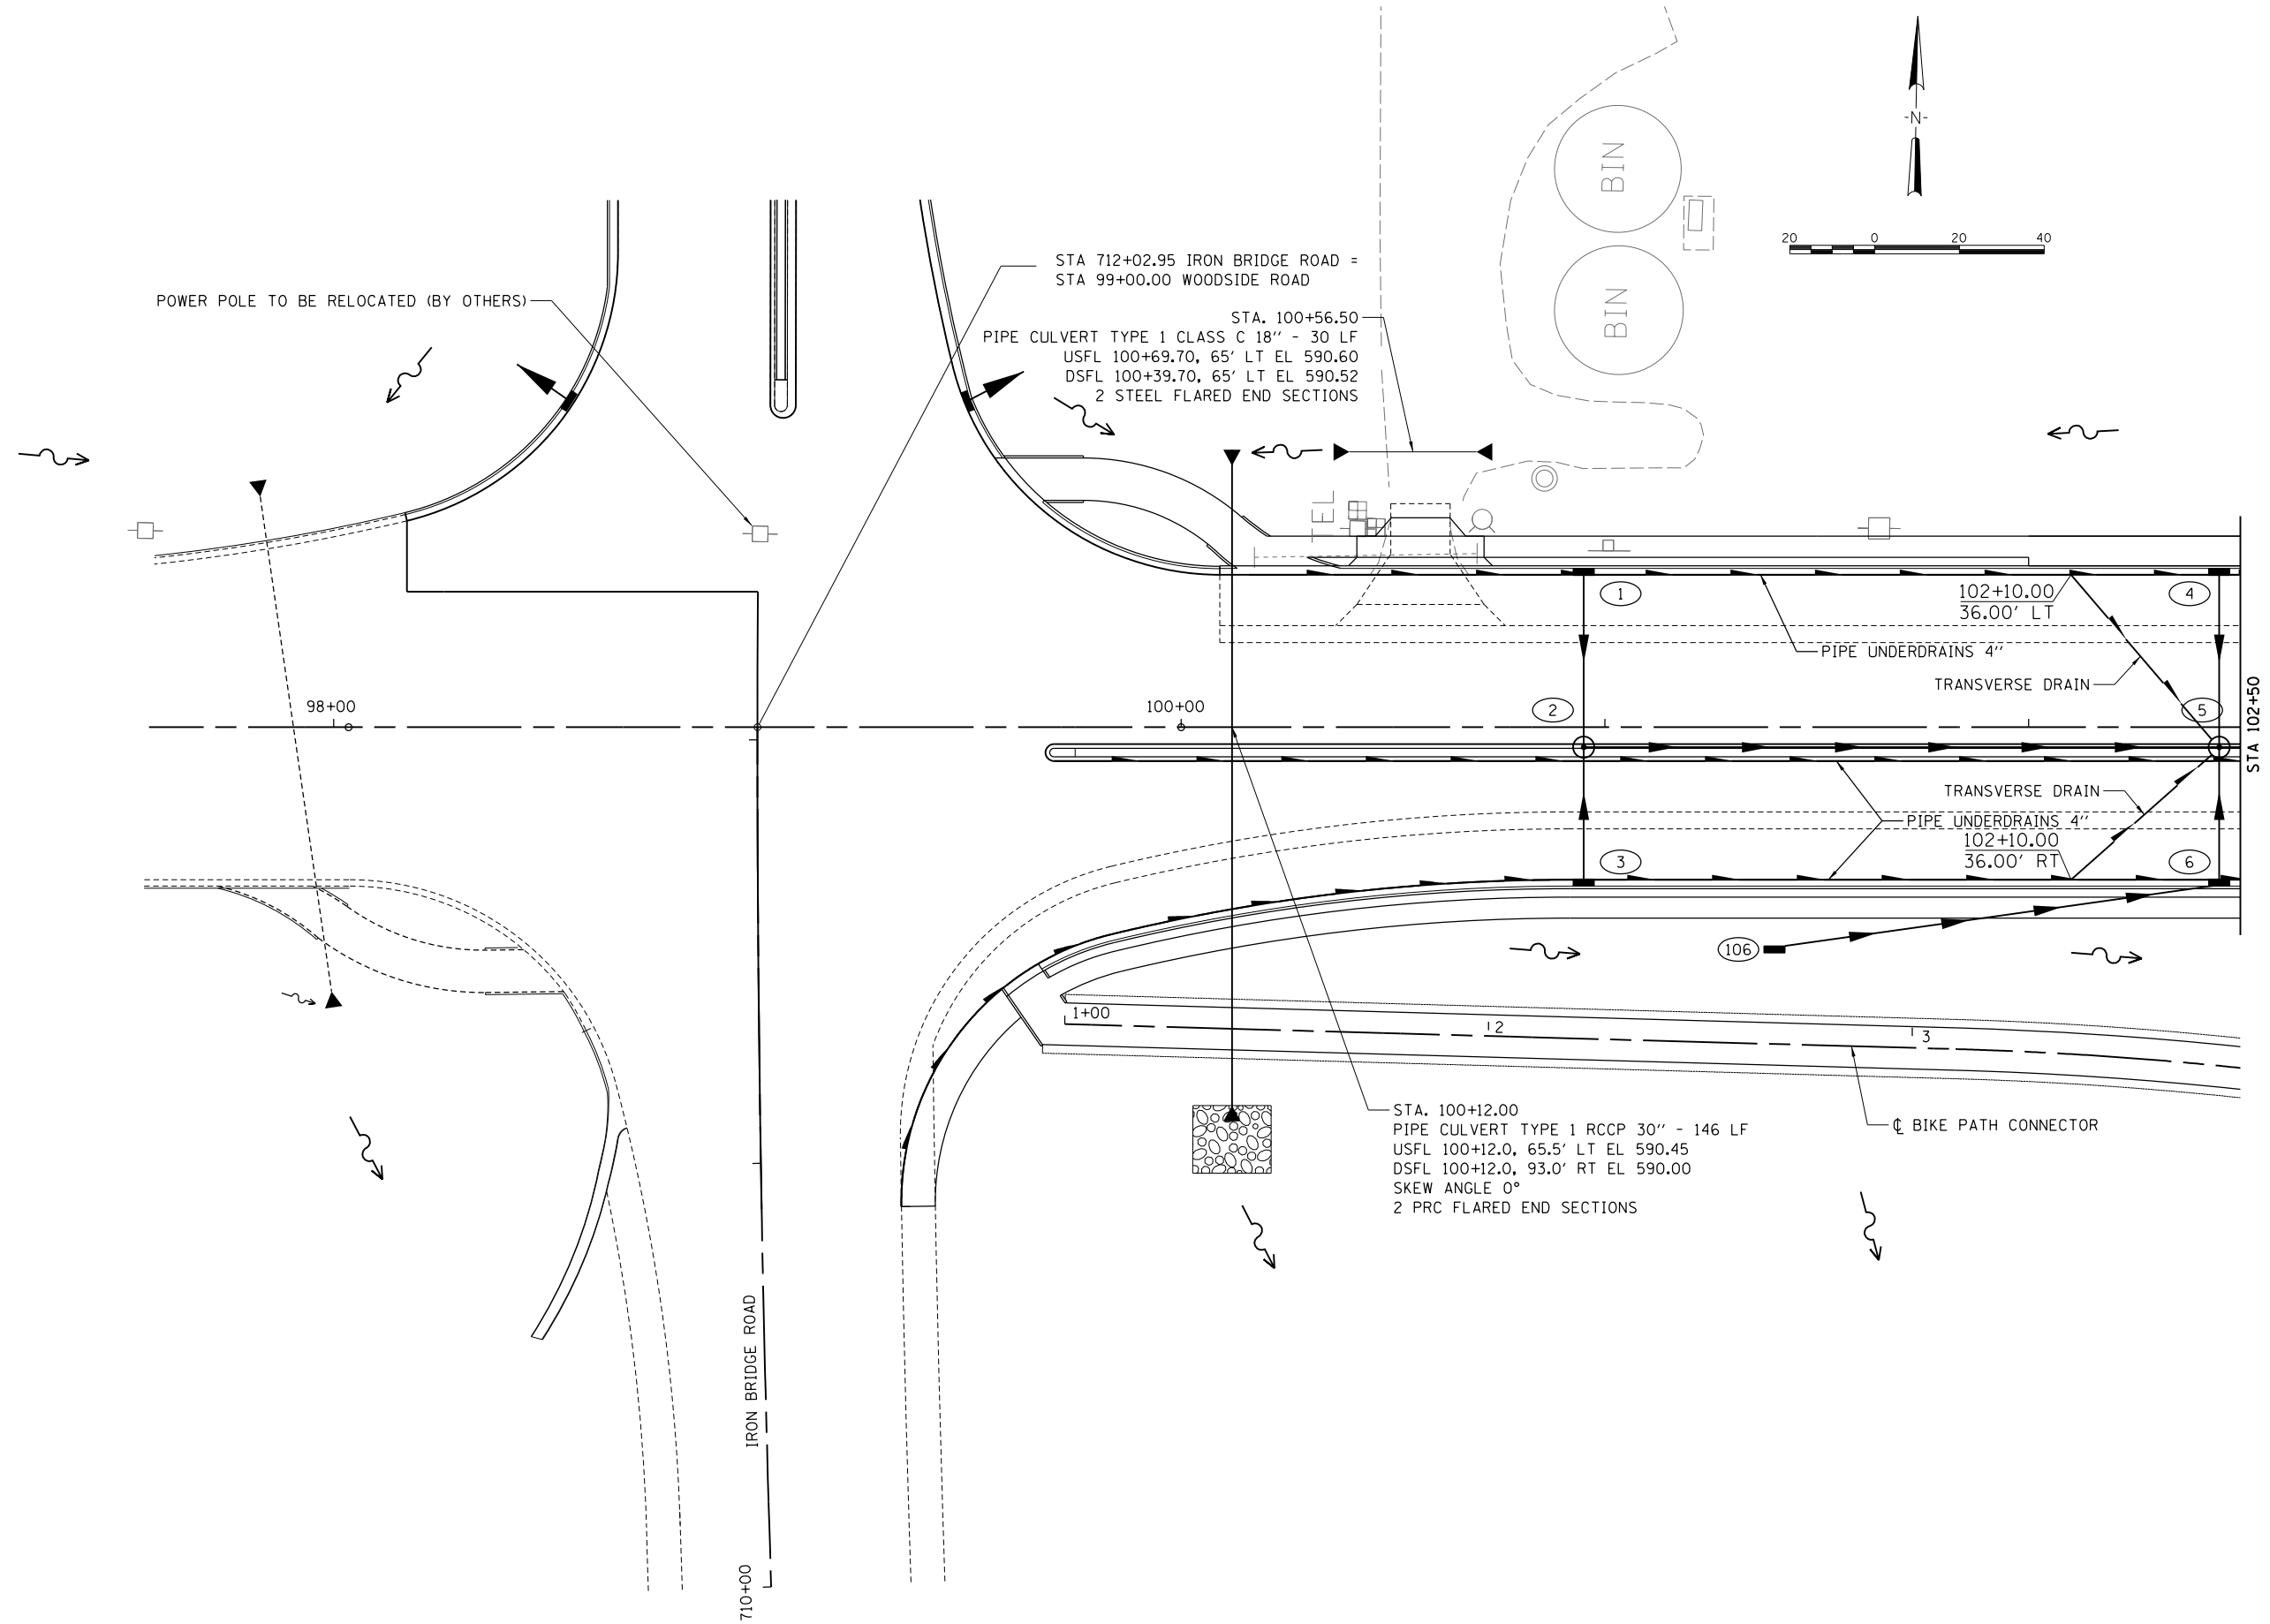 -N-
BIN
BIN
20 0 20 40
STA 712+02.95 IRON BRIDGE ROAD =
STA 99+00.00 WOODSIDE ROAD
POWER POLE TO BE RELOCATED (BY OTHERS)
STA. 100+56.50
PIPE CULVERT TYPE 1 CLASS C 18'' - 30 LF
USFL 100+69.70, 65' LT EL 590.60
DSFL 100+39.70, 65' LT EL 590.52
2 STEEL FLARED END SECTIONS
TEL
1
102+10.00
36.00' LT
4
PIPE UNDERDRAINS 4''
TRANSVERSE DRAIN
98+00
100+00
2
5
STA 102+50
TRANSVERSE DRAIN
PIPE UNDERDRAINS 4''
102+10.00
36.00' RT
3
6
106
1+00
2
3
STA. 100+12.00
PIPE CULVERT TYPE 1 RCCP 30'' - 146 LF
USFL 100+12.0, 65.5' LT EL 590.45
DSFL 100+12.0, 93.0' RT EL 590.00
SKEW ANGLE 0°
2 PRC FLARED END SECTIONS
℄ BIKE PATH CONNECTOR
IRON BRIDGE ROAD
710+00